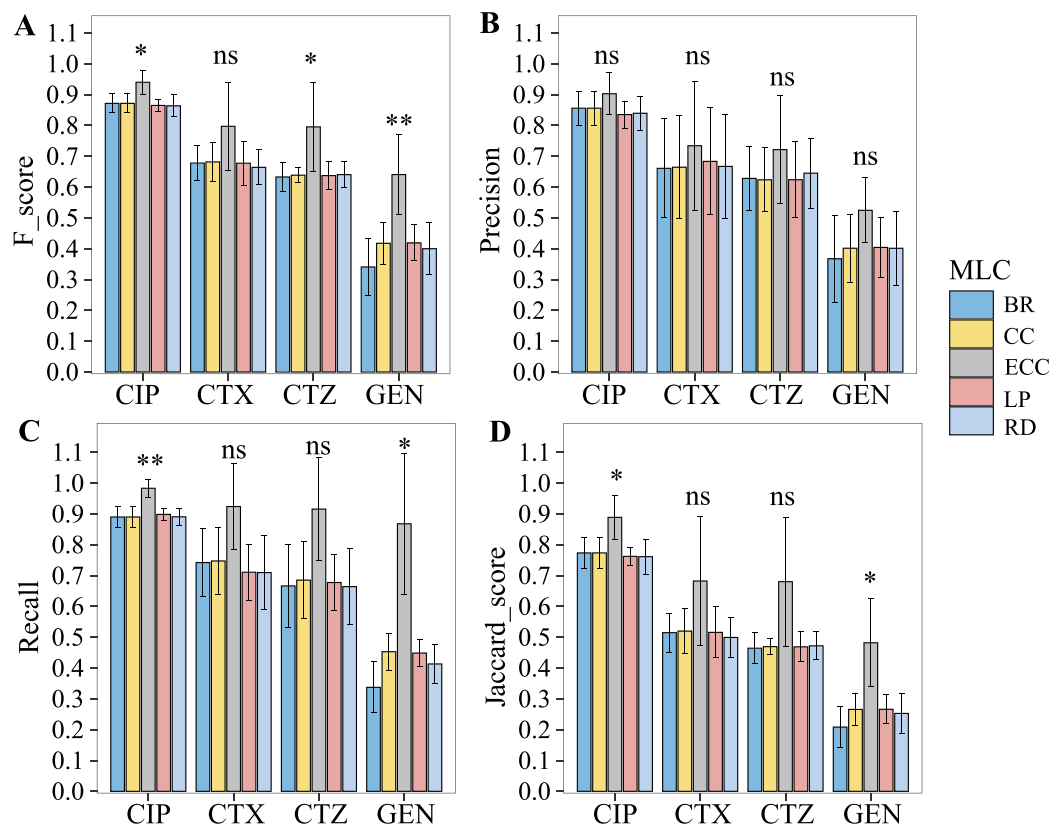 A
F_score
1.1
1.0
0.9
0.8
0.7
0.6
0.5
0.4
0.3
0.2
0.1
0.0
*
ns
*
**
CIP CTX CTZ GEN
B
Precision
1.1
1.0
0.9
0.8
0.7
0.6
0.5
0.4
0.3
0.2
0.1
0.0
ns
ns
ns
ns
CIP CTX CTZ GEN
MLC
BR
CC
ECC
LP
RD
C
Recall
1.1
1.0
0.9
0.8
0.7
0.6
0.5
0.4
0.3
0.2
0.1
0.0
**
ns
ns
*
CIP CTX CTZ GEN
D
Jaccard_score
1.1
1.0
0.9
0.8
0.7
0.6
0.5
0.4
0.3
0.2
0.1
0.0
*
ns
ns
*
CIP CTX CTZ GEN